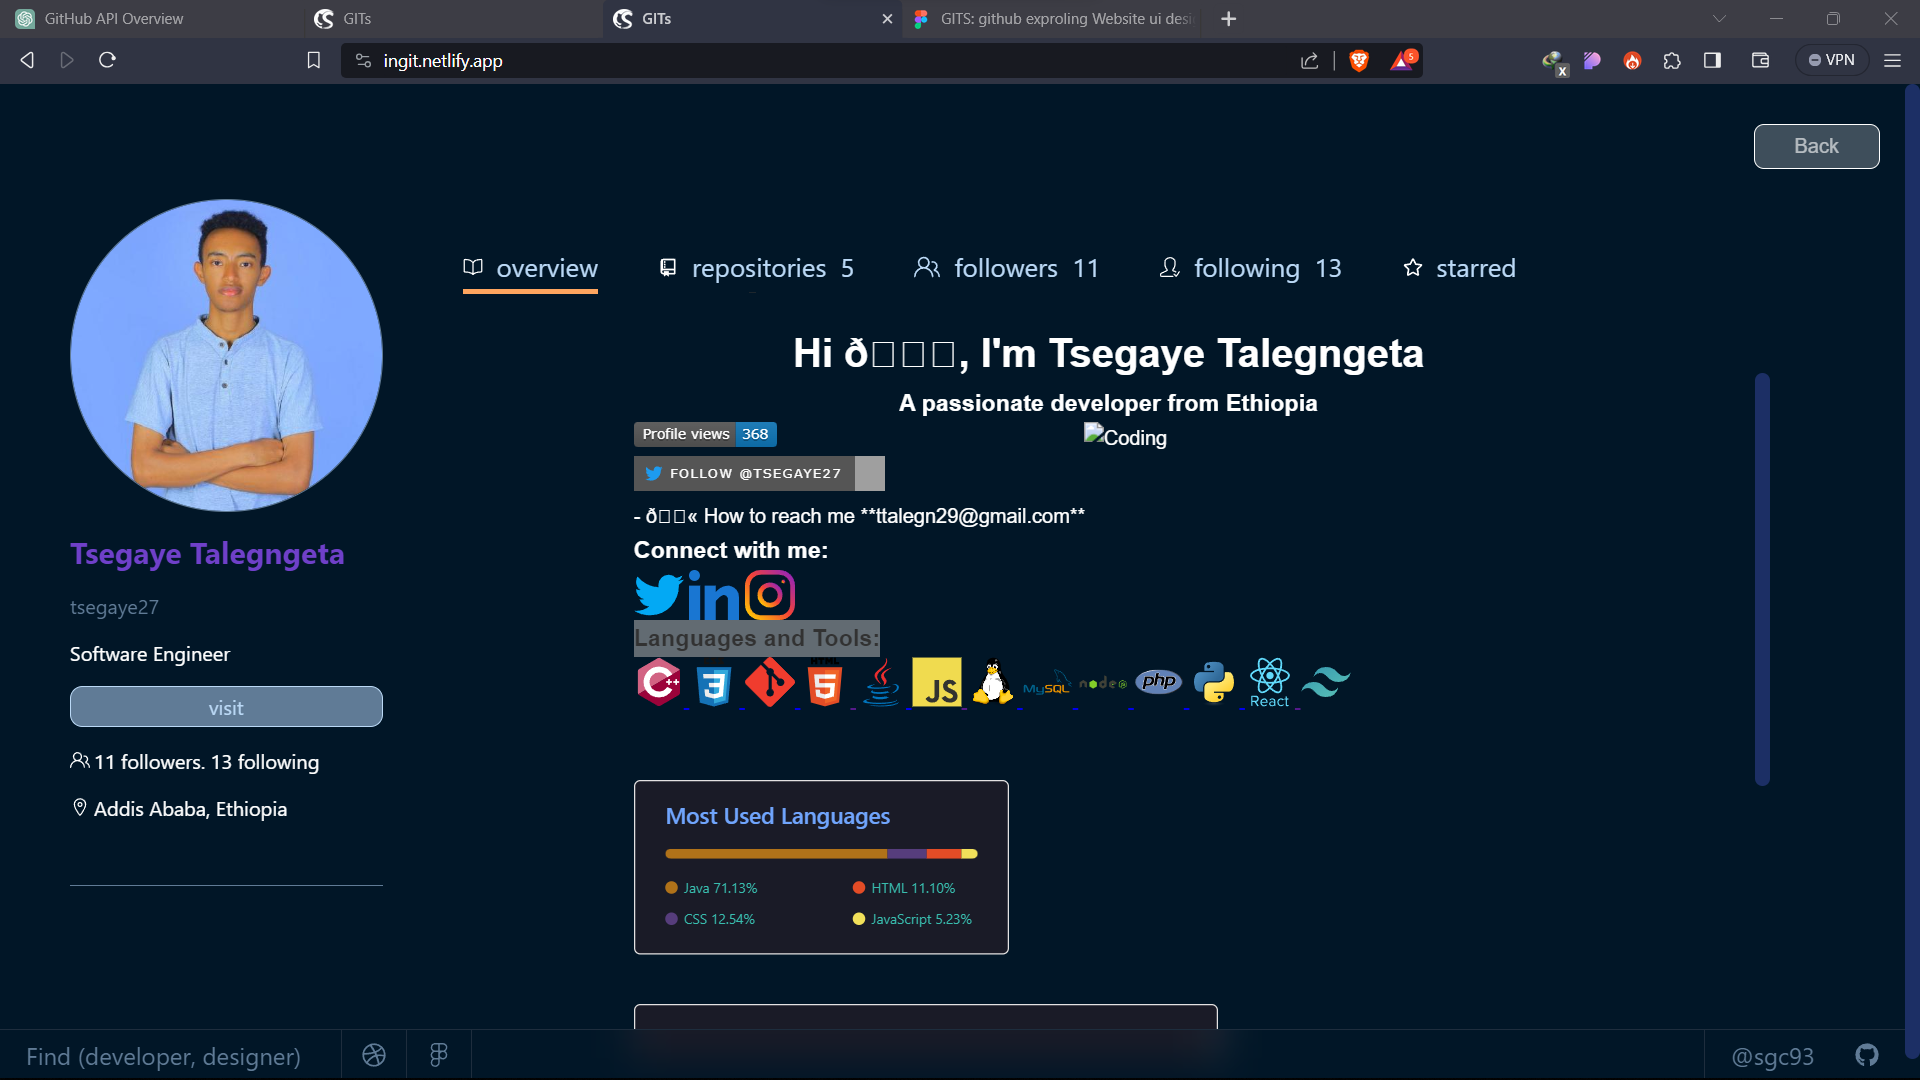 GitHub API Overview
GITs
GITs
GITS: github exproling Website ui desi
ingit.netlify.app
5
x
VPN
Back
overview
repositories 5
followers 11
following 13
starred
Hi ð□□□, I'm Tsegaye Talegngeta
A passionate developer from Ethiopia
Profile views 368
Coding
FOLLOW @TSEGAYE27
- ð□□« How to reach me **ttalegn29@gmail.com**
Connect with me:
Languages and Tools:
C++
3
HTML
5
JS
MySQL
node
php
React
Tsegaye Talegngeta
tsegaye27
Software Engineer
visit
11 followers. 13 following
Addis Ababa, Ethiopia
Most Used Languages
Java 71.13%
HTML 11.10%
CSS 12.54%
JavaScript 5.23%
Find (developer, designer)
@sgc93